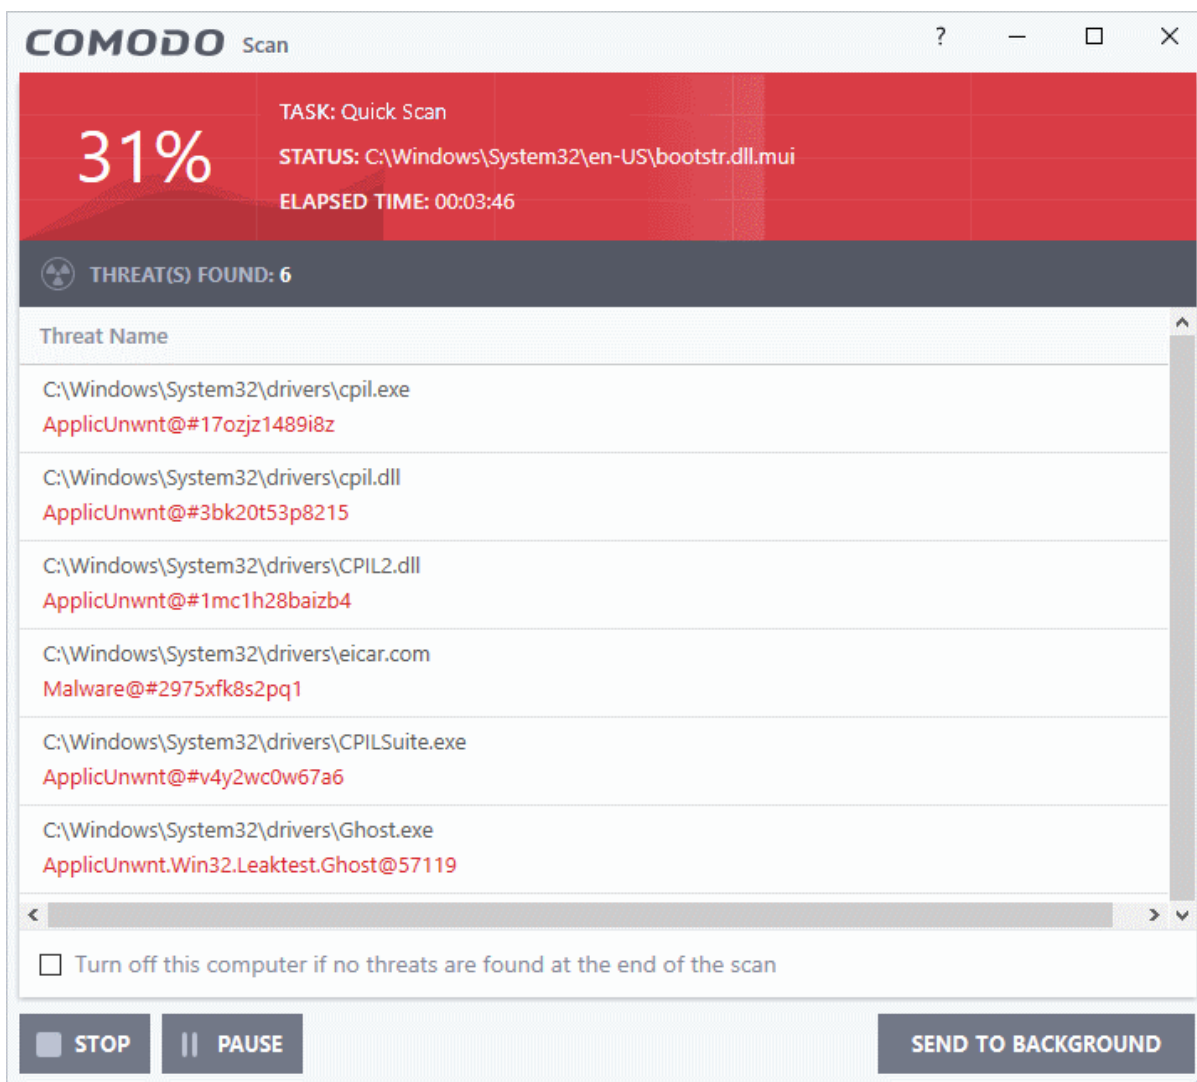 COMODO Scan
?
31%
TASK: Quick Scan
STATUS: C:\Windows\System32\en-US\bootstr.dll.mui
ELAPSED TIME: 00:03:46
THREAT(S) FOUND: 6
Threat Name
C:\Windows\System32\drivers\cpil.exe
ApplicUnwnt@#17ozjz1489i8z
C:\Windows\System32\drivers\cpil.dll
ApplicUnwnt@#3bk20t53p8215
C:\Windows\System32\drivers\CPIL2.dll
ApplicUnwnt@#1mc1h28baizb4
C:\Windows\System32\drivers\eicar.com
Malware@#2975xfk8s2pq1
C:\Windows\System32\drivers\CPILSuite.exe
ApplicUnwnt@#v4y2wc0w67a6
C:\Windows\System32\drivers\Ghost.exe
ApplicUnwnt.Win32.Leaktest.Ghost@57119
Turn off this computer if no threats are found at the end of the scan
STOP
PAUSE
SEND TO BACKGROUND